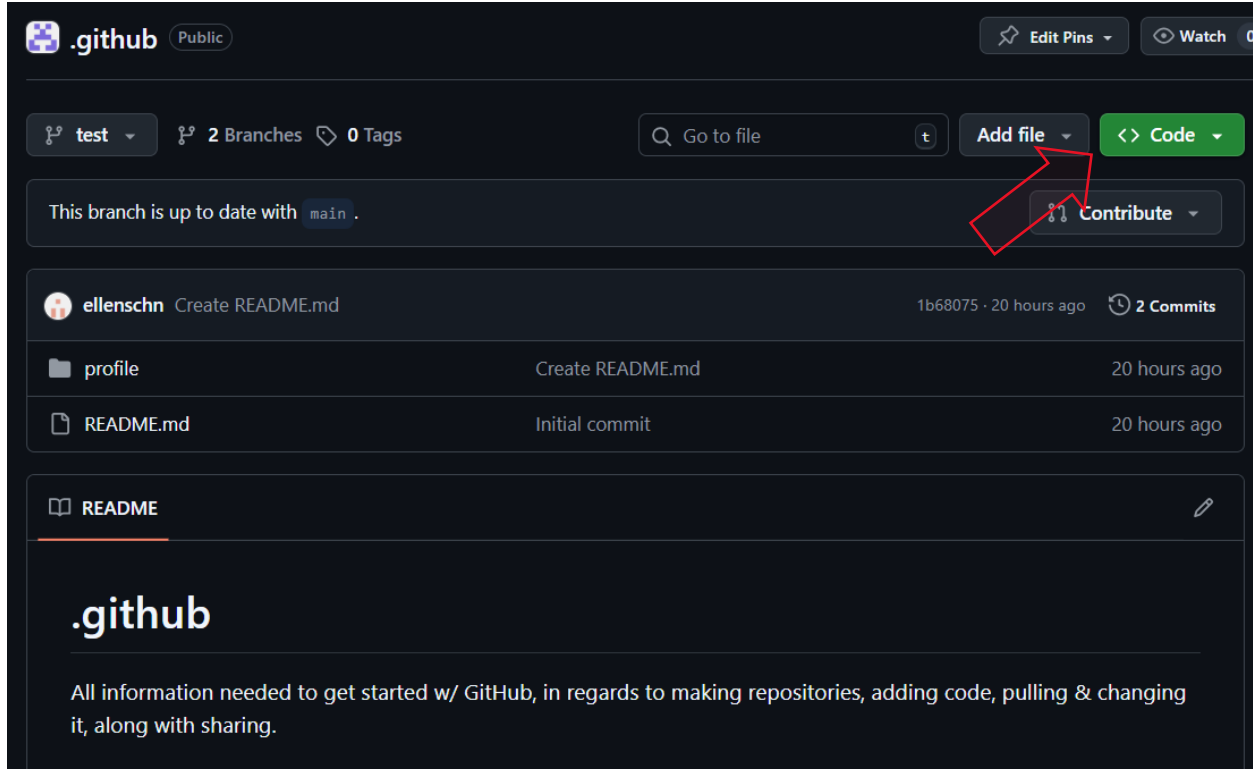 .github Public Edit Pins Watch 0
test 2 Branches 0 Tags Go to file t Add file <> Code
This branch is up to date with main . Contribute
ellenschn Create README.md 1b68075 · 20 hours ago 2 Commits
profile Create README.md 20 hours ago
README.md Initial commit 20 hours ago
README
.github
All information needed to get started w/ GitHub, in regards to making repositories, adding code, pulling & changing
it, along with sharing.